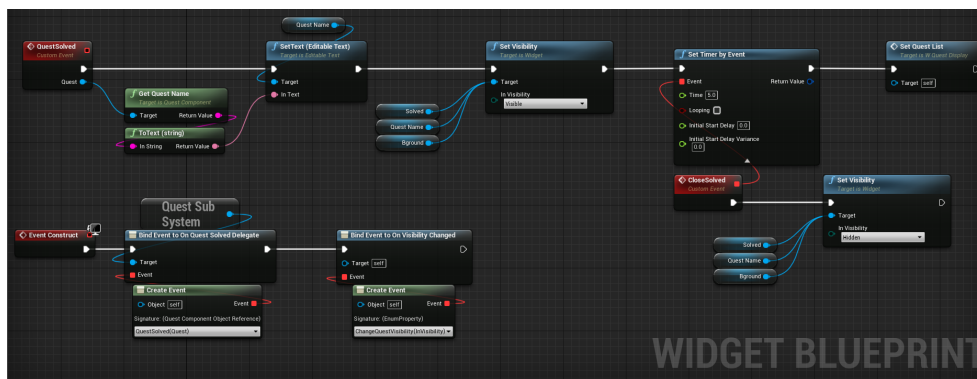 Quest Name
QuestSolved
Custom Event
Quest
SetText (Editable Text)
Target is Editable Text
Target
In Text
Get Quest Name
Target is Quest Component
Target Return Value
ToText (string)
In String Return Value
Set Visibility
Target is Widget
Target
In Visibility
Visible
Solved
Quest Name
Bground
Set Timer by Event
Event Return Value
Time 5.0
Looping
Initial Start Delay 0.0
Initial Start Delay Variance
0.0
Set Quest List
Target is W Quest Display
Target self
CloseSolved
Custom Event
Set Visibility
Target is Widget
Target
In Visibility
Hidden
Solved
Quest Name
Bground
Event Construct
Quest Sub
System
Bind Event to On Quest Solved Delegate
Target
Event
Create Event
Object self Event
Signature: (Quest Component Object Reference)
QuestSolved(Quest)
Bind Event to On Visibility Changed
Target self
Event
Create Event
Object self Event
Signature: (EnumProperty)
ChangeQuestVisibility(InVisibility)
WIDGET BLUEPRINT